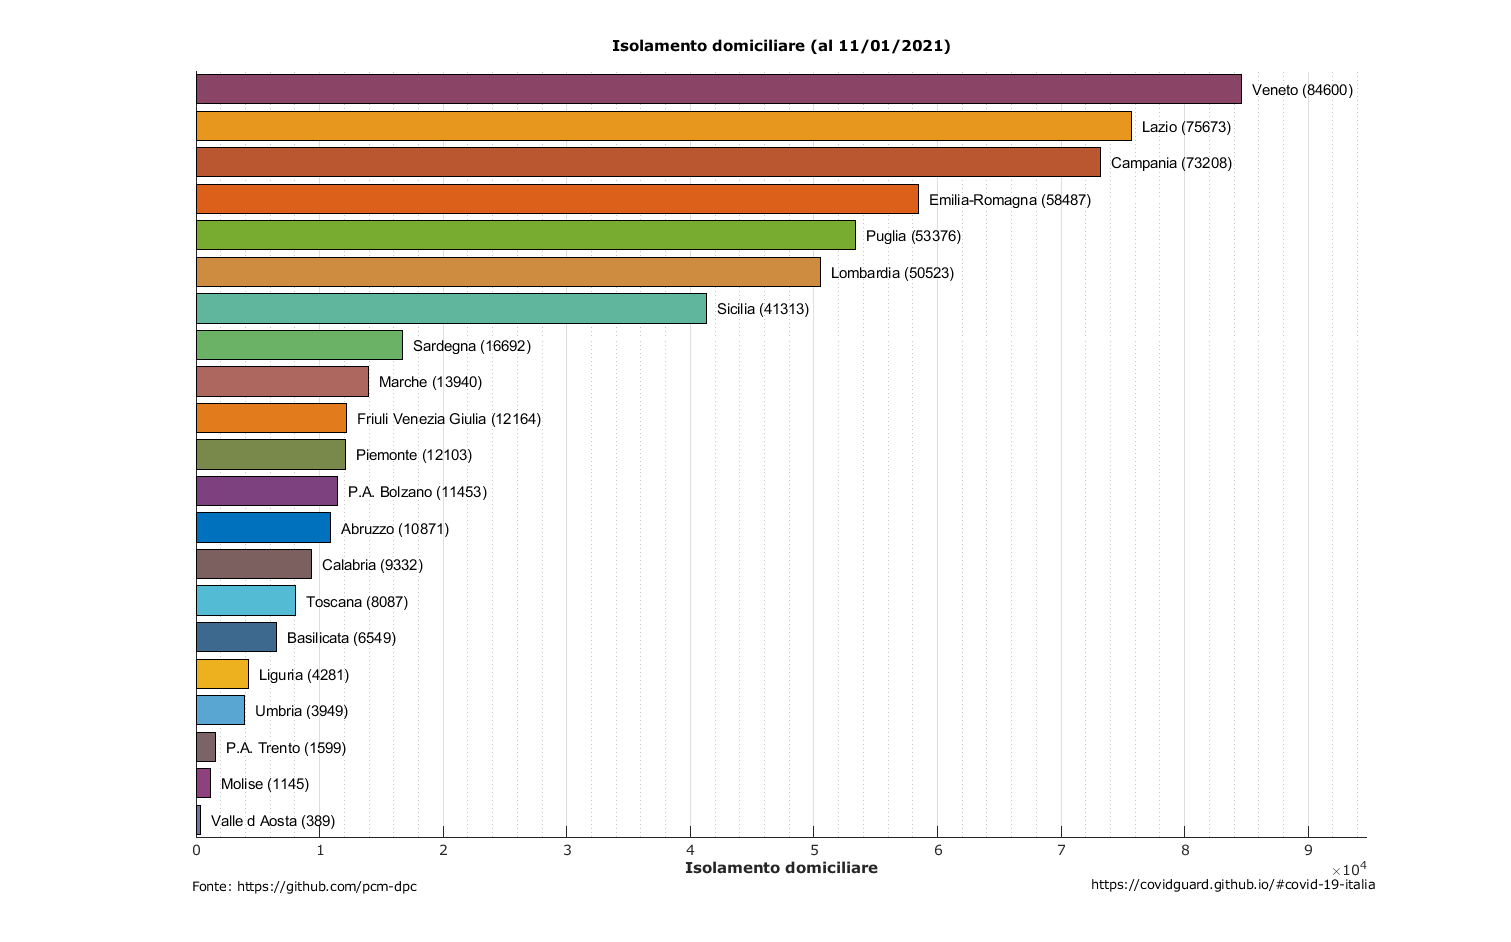 Isolamento domiciliare (al 11/01/2021)
Veneto (84600)
Lazio (75673)
Campania (73208)
Emilia-Romagna (58487)
Puglia (53376)
Lombardia (50523)
Sicilia (41313)
Sardegna (16692)
Marche (13940)
Friuli Venezia Giulia (12164)
Piemonte (12103)
P.A. Bolzano (11453)
Abruzzo (10871)
Calabria (9332)
Toscana (8087)
Basilicata (6549)
Liguria (4281)
Umbria (3949)
P.A. Trento (1599)
Molise (1145)
Valle d Aosta (389)
0 1 2 3 4 5 6 7 8 9
×10⁴
Isolamento domiciliare
Fonte: https://github.com/pcm-dpc
https://covidguard.github.io/#covid-19-italia